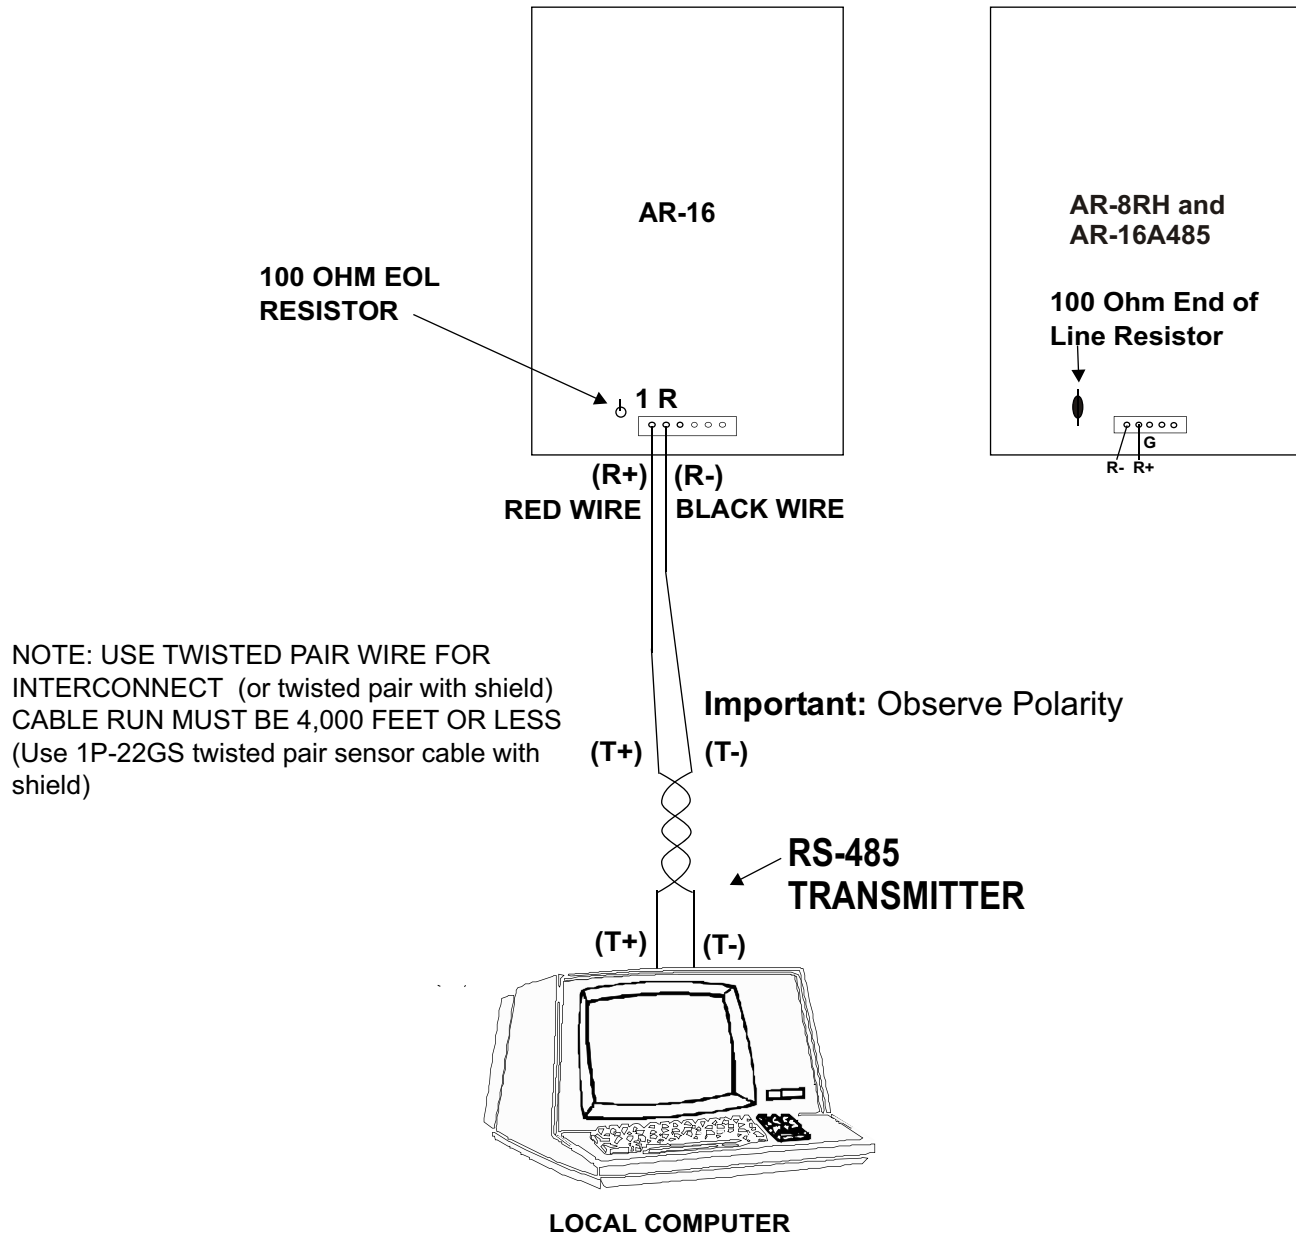 AR-16
100 OHM EOL
RESISTOR
1 R
(R+) (R-)
RED WIRE BLACK WIRE
AR-8RH and
AR-16A485
100 Ohm End of
Line Resistor
G
R- R+
NOTE: USE TWISTED PAIR WIRE FOR
INTERCONNECT (or twisted pair with shield)
CABLE RUN MUST BE 4,000 FEET OR LESS
(Use 1P-22GS twisted pair sensor cable with
shield)
Important: Observe Polarity
(T+) (T-)
RS-485
TRANSMITTER
(T+) (T-)
LOCAL COMPUTER